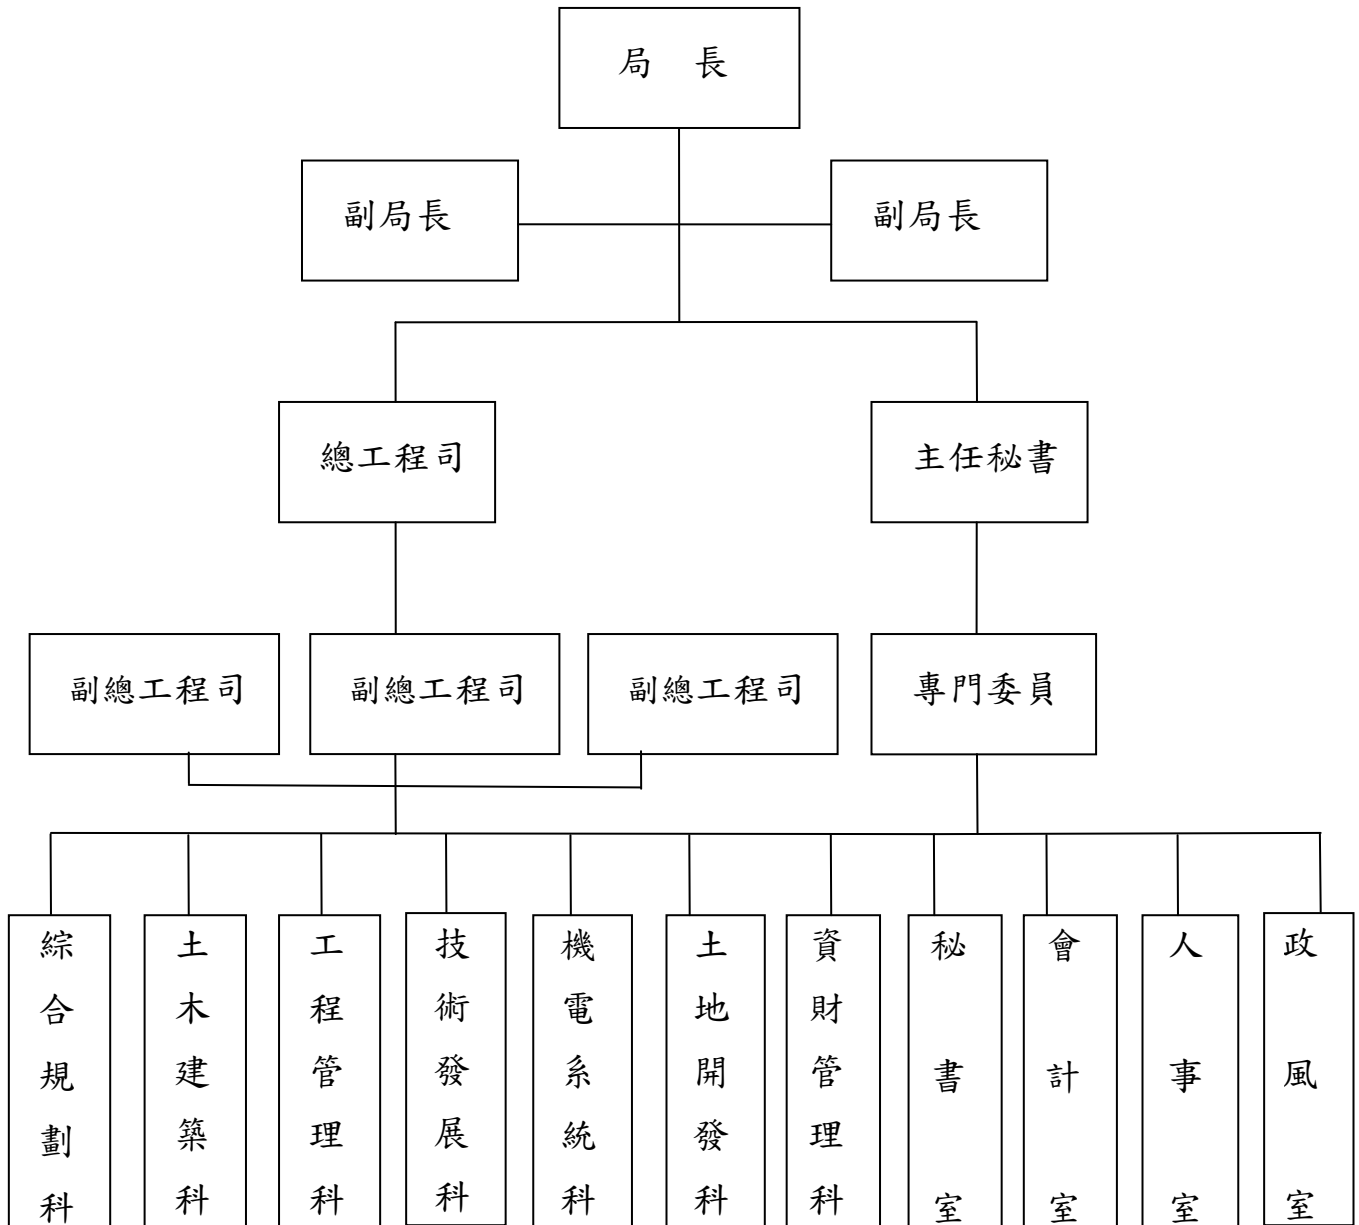 局 長
副局長
副局長
總工程司
主任秘書
副總工程司
副總工程司
副總工程司
專門委員
綜合規劃科
土木建築科
工程管理科
技術發展科
機電系統科
土地開發科
資財管理科
秘書室
會計室
人事室
政風室